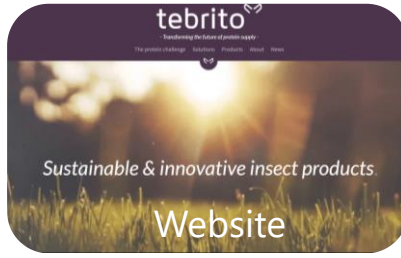 tebrito
- Transforming the future of protein supply -
The protein challenge Solutions Products About News
Sustainable & innovative insect products.
Website